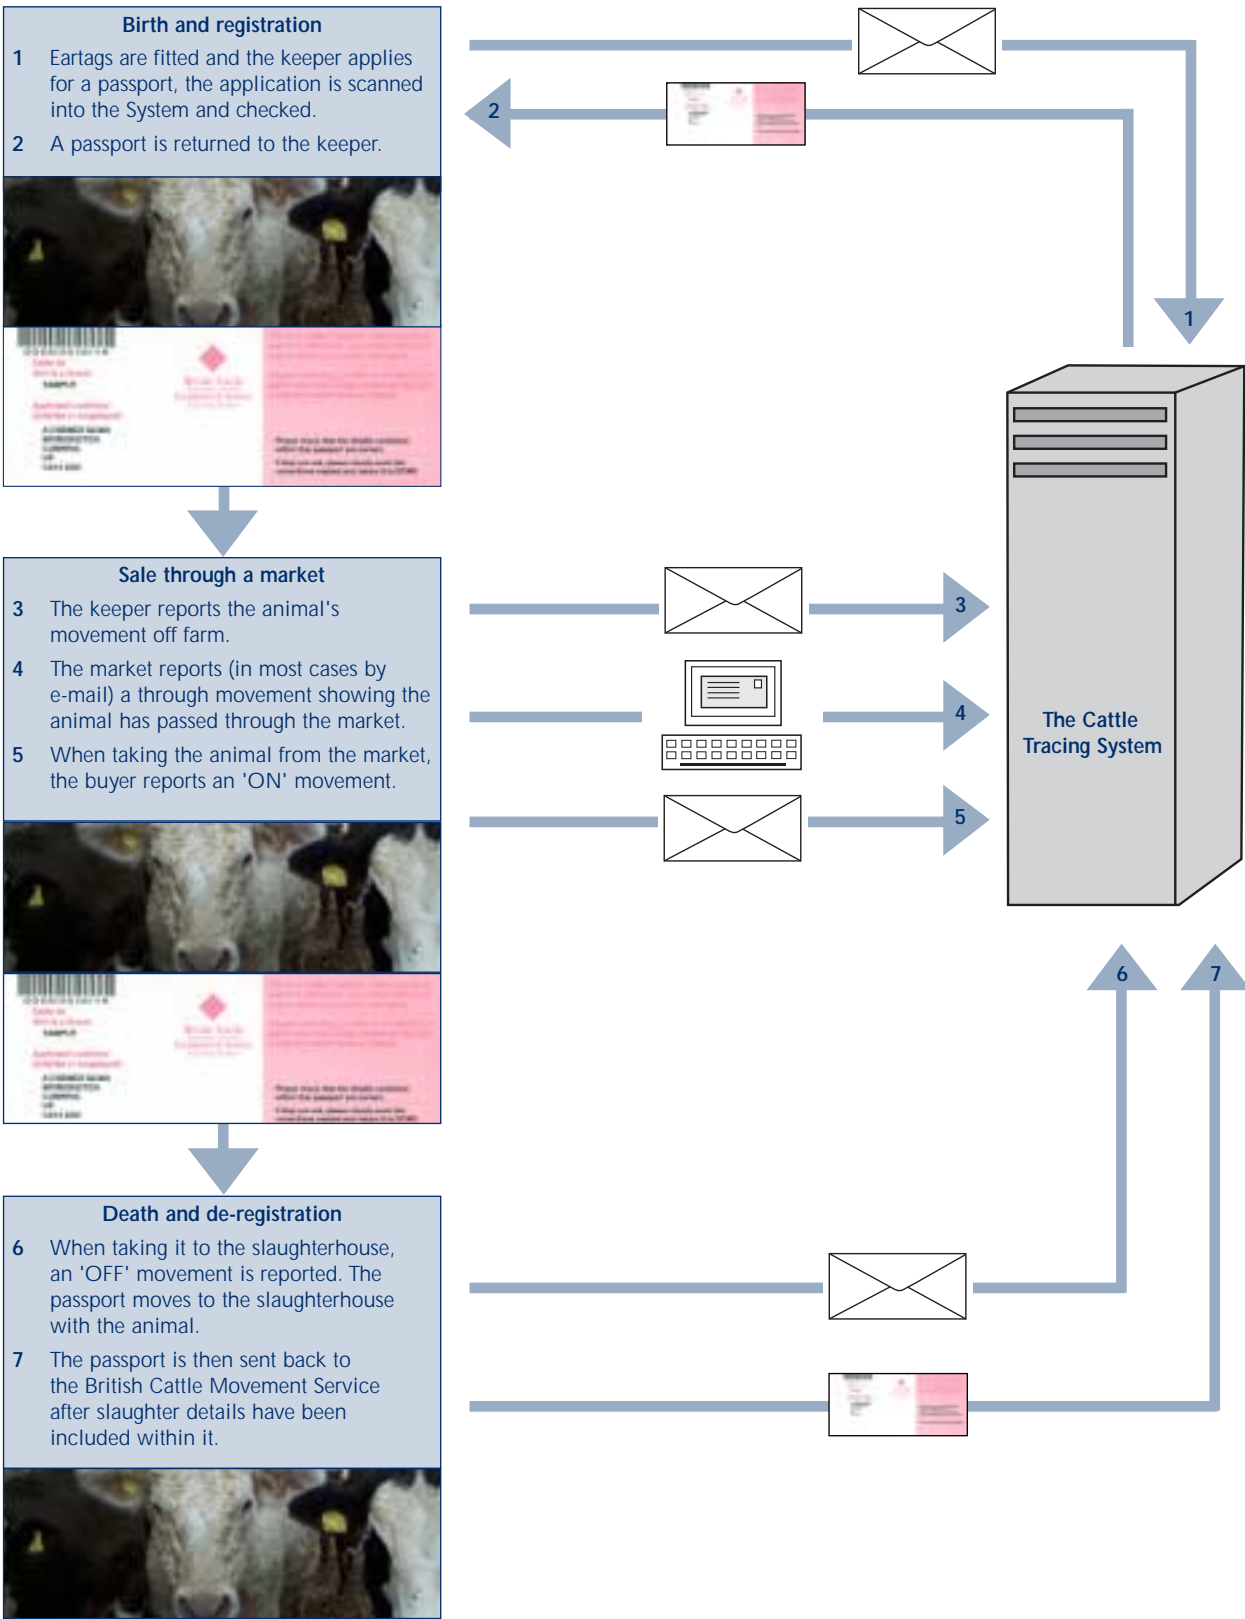 Birth and registration
1 Eartags are fitted and the keeper applies
for a passport, the application is scanned
into the System and checked.
2 A passport is returned to the keeper.
2
1
SAMPLE
Sale through a market
3 The keeper reports the animal's
movement off farm.
4 The market reports (in most cases by
e-mail) a through movement showing the
animal has passed through the market.
5 When taking the animal from the market,
the buyer reports an 'ON' movement.
3
4
5
The Cattle
Tracing System
SAMPLE
6
7
Death and de-registration
6 When taking it to the slaughterhouse,
an 'OFF' movement is reported. The
passport moves to the slaughterhouse
with the animal.
7 The passport is then sent back to
the British Cattle Movement Service
after slaughter details have been
included within it.